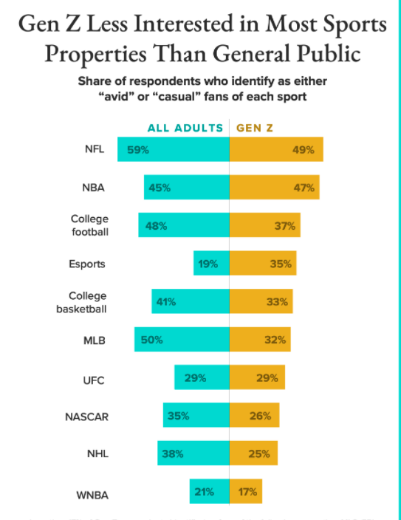 Gen Z Less Interested in Most Sports
Properties Than General Public
Share of respondents who identify as either
“avid” or “casual” fans of each sport
ALL ADULTS GEN Z
NFL 59% 49%
NBA 45% 47%
College
football 48% 37%
Esports 19% 35%
College
basketball 41% 33%
MLB 50% 32%
UFC 29% 29%
NASCAR 35% 26%
NHL 38% 25%
WNBA 21% 17%